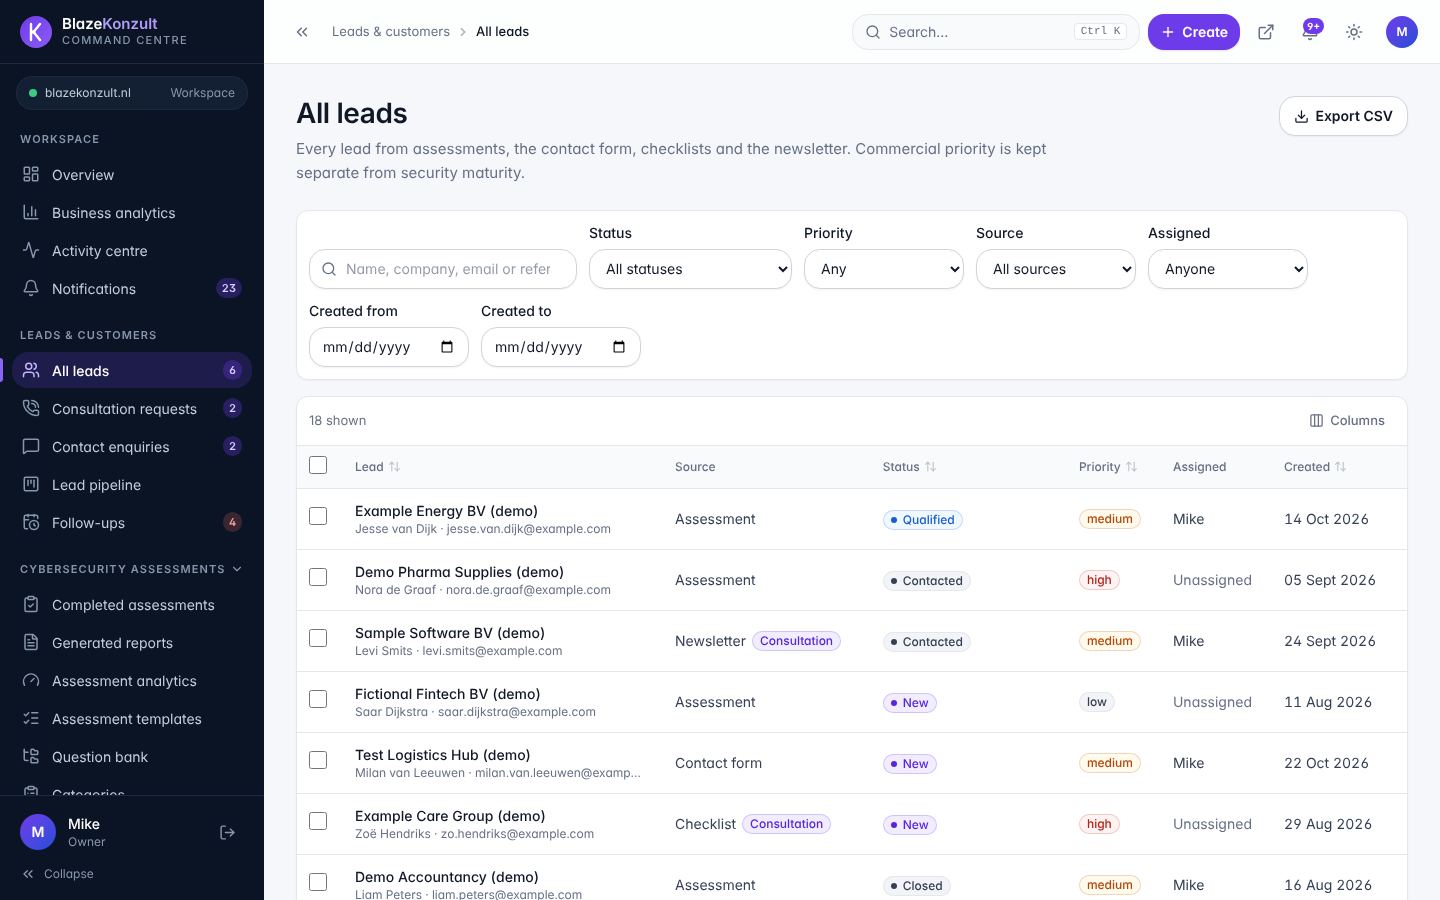 BlazeKonzult
COMMAND CENTRE
blazekonzult.nl Workspace
WORKSPACE
Overview
Business analytics
Activity centre
Notifications 23
LEADS & CUSTOMERS
All leads 6
Consultation requests 2
Contact enquiries 2
Lead pipeline
Follow-ups 4
CYBERSECURITY ASSESSMENTS
Completed assessments
Generated reports
Assessment analytics
Assessment templates
Question bank
Categories
M
Mike
Owner
Collapse
Leads & customers All leads
Search... Ctrl K
Create
9+
M
All leads
Export CSV
Every lead from assessments, the contact form, checklists and the newsletter. Commercial priority is kept
separate from security maturity.
Status Priority Source Assigned
Name, company, email or refer All statuses Any All sources Anyone
Created from Created to
mm/dd/yyyy mm/dd/yyyy
18 shown Columns
Lead Source Status Priority Assigned Created
Example Energy BV (demo)
Jesse van Dijk · jesse.van.dijk@example.com
Assessment Qualified medium Mike 14 Oct 2026
Demo Pharma Supplies (demo)
Nora de Graaf · nora.de.graaf@example.com
Assessment Contacted high Unassigned 05 Sept 2026
Sample Software BV (demo)
Levi Smits · levi.smits@example.com
Newsletter Consultation Contacted medium Mike 24 Sept 2026
Fictional Fintech BV (demo)
Saar Dijkstra · saar.dijkstra@example.com
Assessment New low Unassigned 11 Aug 2026
Test Logistics Hub (demo)
Milan van Leeuwen · milan.van.leeuwen@examp...
Contact form New medium Mike 22 Oct 2026
Example Care Group (demo)
Zoë Hendriks · zo.hendriks@example.com
Checklist Consultation New high Unassigned 29 Aug 2026
Demo Accountancy (demo)
Liam Peters · liam.peters@example.com
Assessment Closed medium Mike 16 Aug 2026